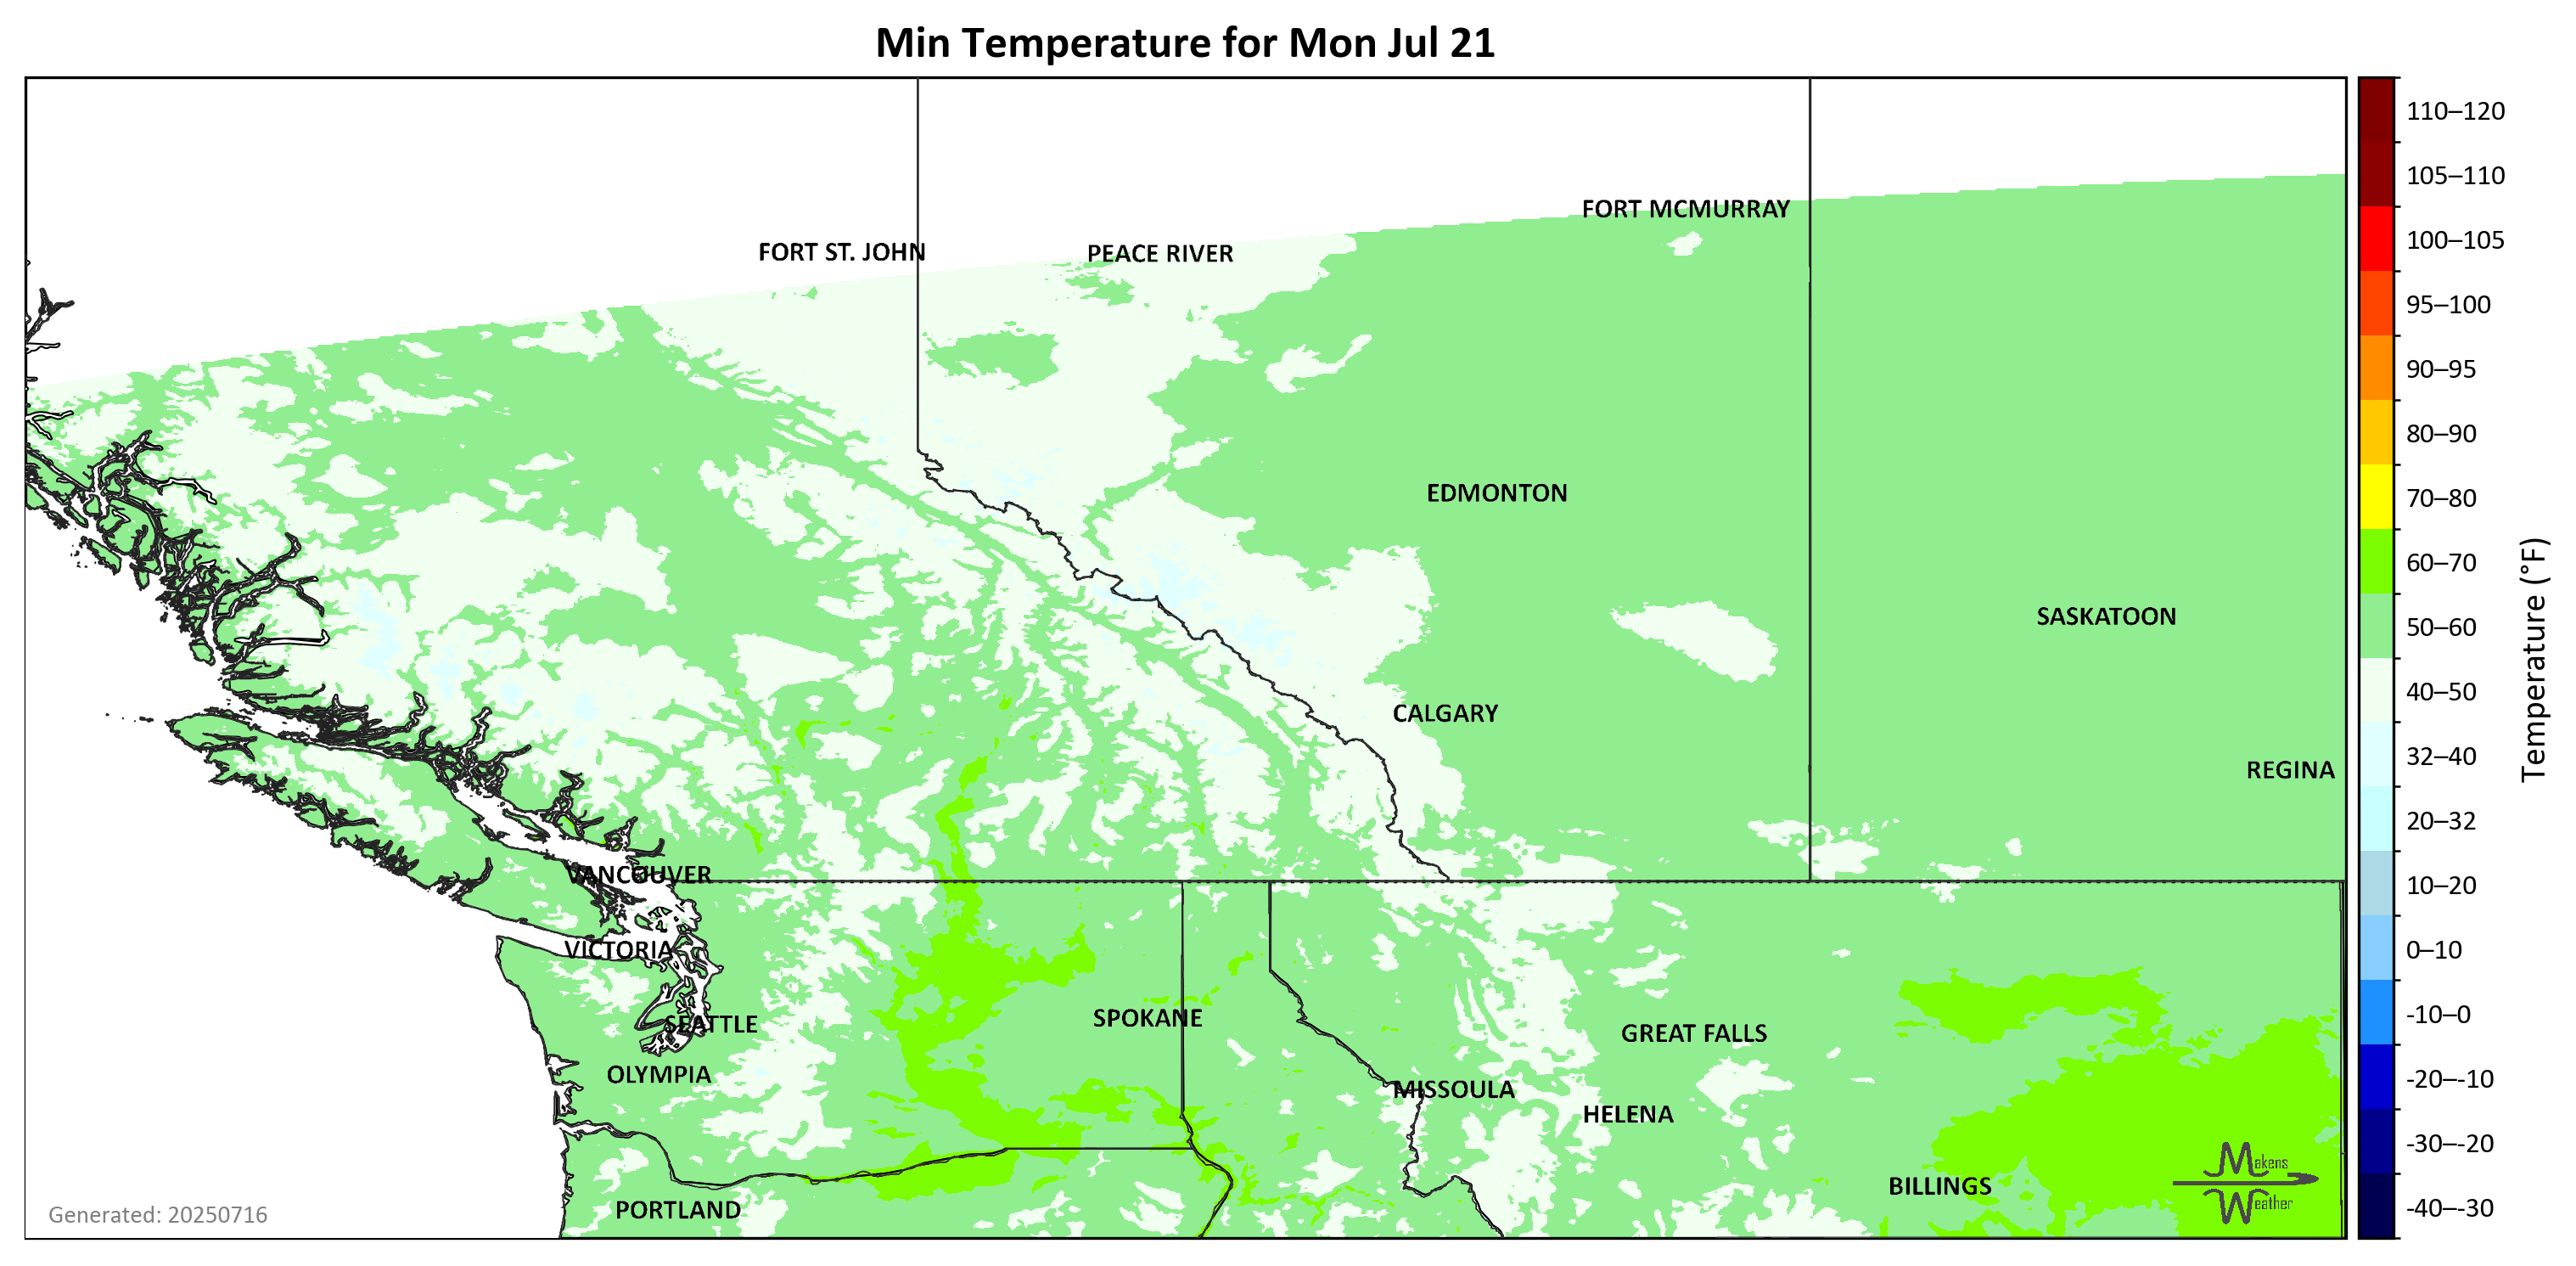 Min Temperature for Mon Jul 21
110–120
105–110
FORT MCMURRAY
100–105
FORT ST. JOHN
PEACE RIVER
95–100
90–95
80–90
EDMONTON
70–80
60–70
SASKATOON
50–60
Temperature (°F)
CALGARY
40–50
REGINA
32–40
20–32
VANCOUVER
10–20
VICTORIA
0–10
SEATTLE
SPOKANE
GREAT FALLS
-10–0
OLYMPIA
MISSOULA
-20–-10
HELENA
-30–-20
Makens
Weather
BILLINGS
PORTLAND
-40–-30
Generated: 20250716